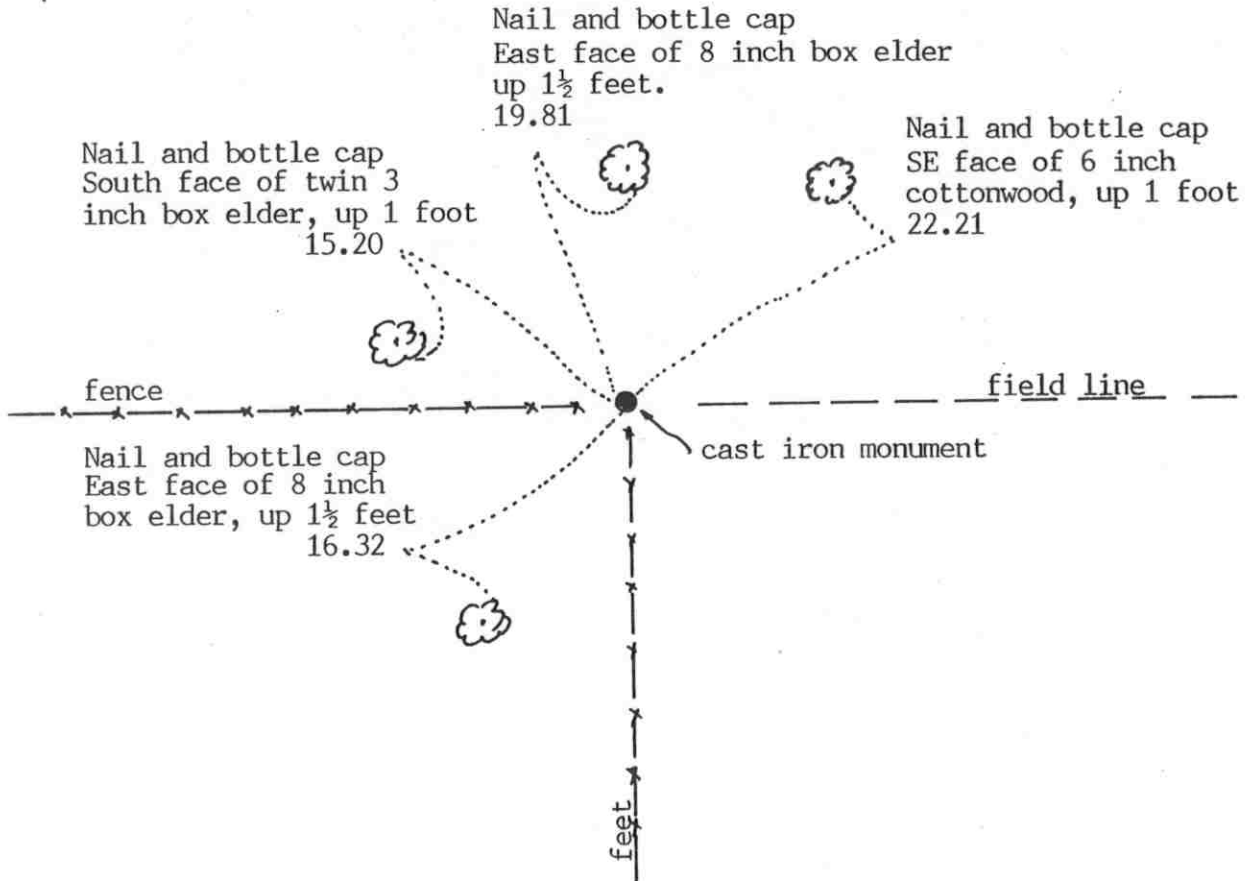 Nail and bottle cap
East face of 8 inch box elder
up 1½ feet.
19.81
Nail and bottle cap
SE face of 6 inch
cottonwood, up 1 foot
22.21
Nail and bottle cap
South face of twin 3
inch box elder, up 1 foot
15.20
fence
field line
cast iron monument
Nail and bottle cap
East face of 8 inch
box elder, up 1½ feet
16.32
feet